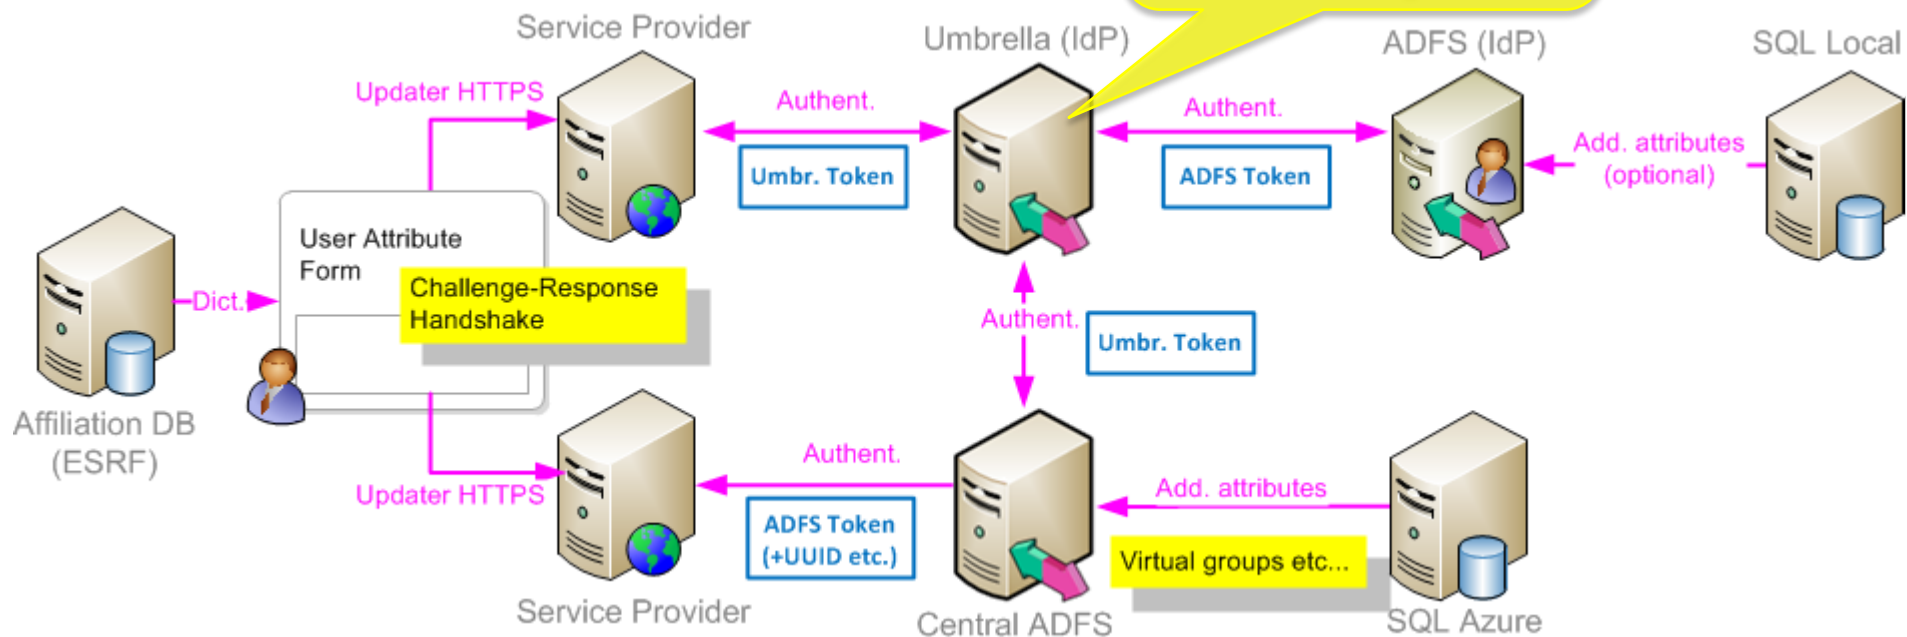 Service Provider
Umbrella (IdP)
ADFS (IdP)
SQL Local
Updater HTTPS
Authent.
Authent.
Add. attributes
(optional)
Umbr. Token
ADFS Token
User Attribute
Form
Challenge-Response
Handshake
Dict.
Authent.
Umbr. Token
Affiliation DB
(ESRF)
Updater HTTPS
Authent.
Add. attributes
ADFS Token
(+UUID etc.)
Virtual groups etc...
Service Provider
Central ADFS
SQL Azure